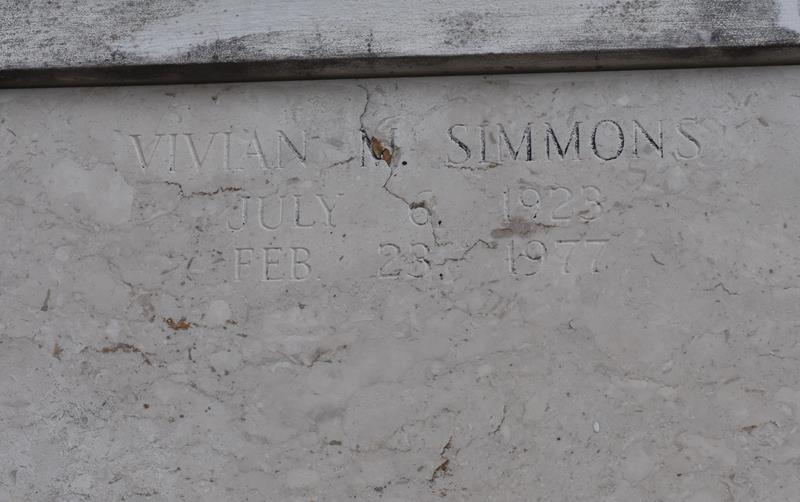 VIVIAN M. SIMMONS
JULY 6 1923
FEB 23 1977